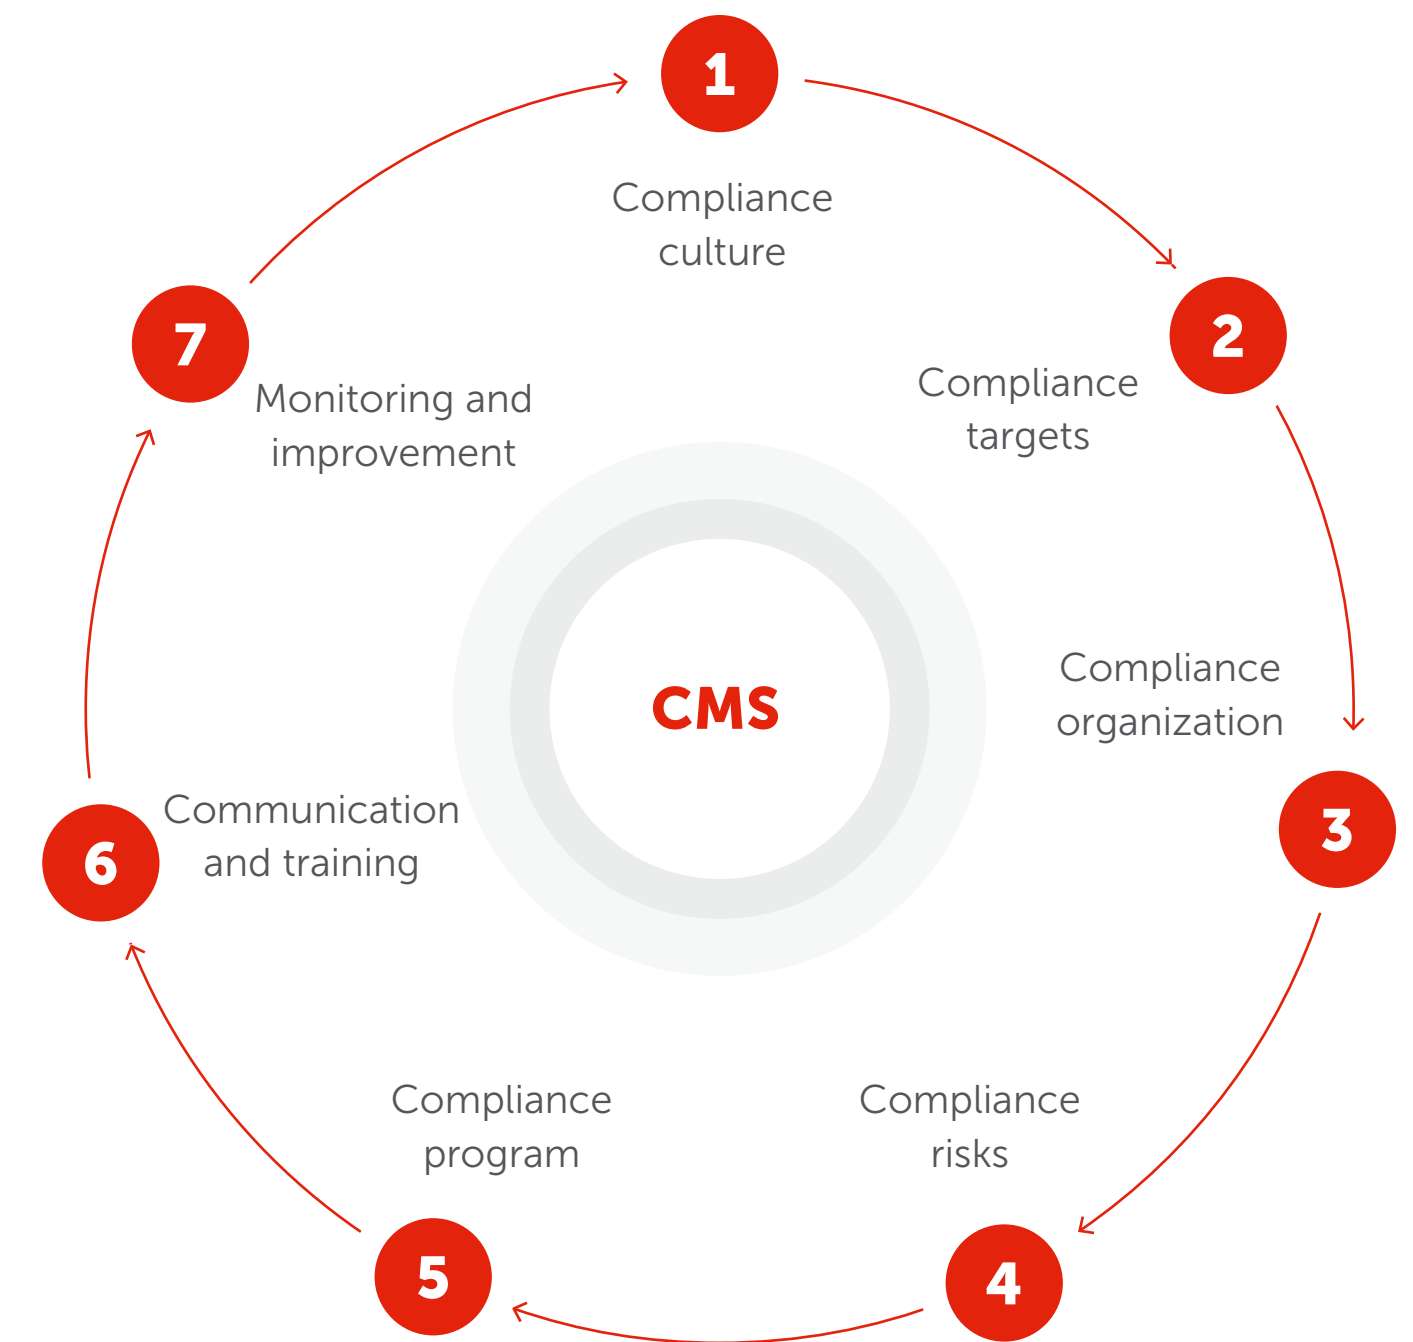 1
Compliance
culture
2
Compliance
targets
3
Compliance
organization
4
Compliance
risks
5
Compliance
program
6
Communication
and training
7
Monitoring and
improvement
CMS